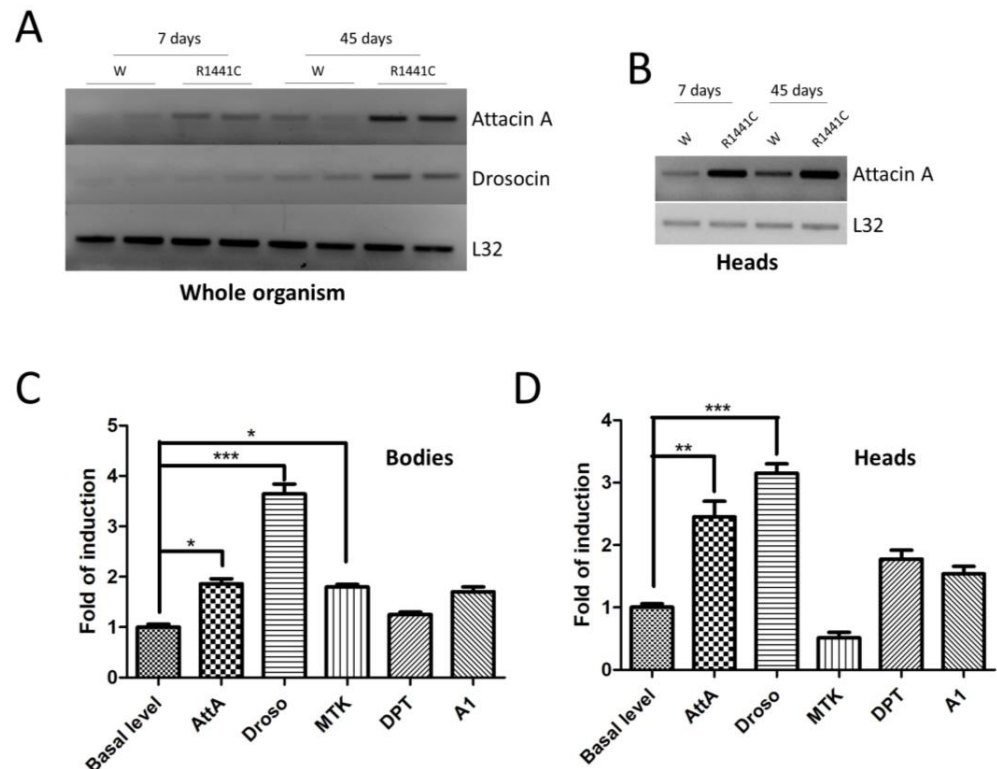 A
7 days 45 days
W R1441C W R1441C
Attacin A
Drosocin
L32
Whole organism
B
7 days 45 days
W R1441C W R1441C
Attacin A
L32
Heads
C
Bodies
Fold of induction
5
4
3
2
1
0
*
***
*
Basal level AttA Droso MTK DPT A1
D
Heads
Fold of induction
4
3
2
1
0
***
**
Basal level AttA Droso MTK DPT A1